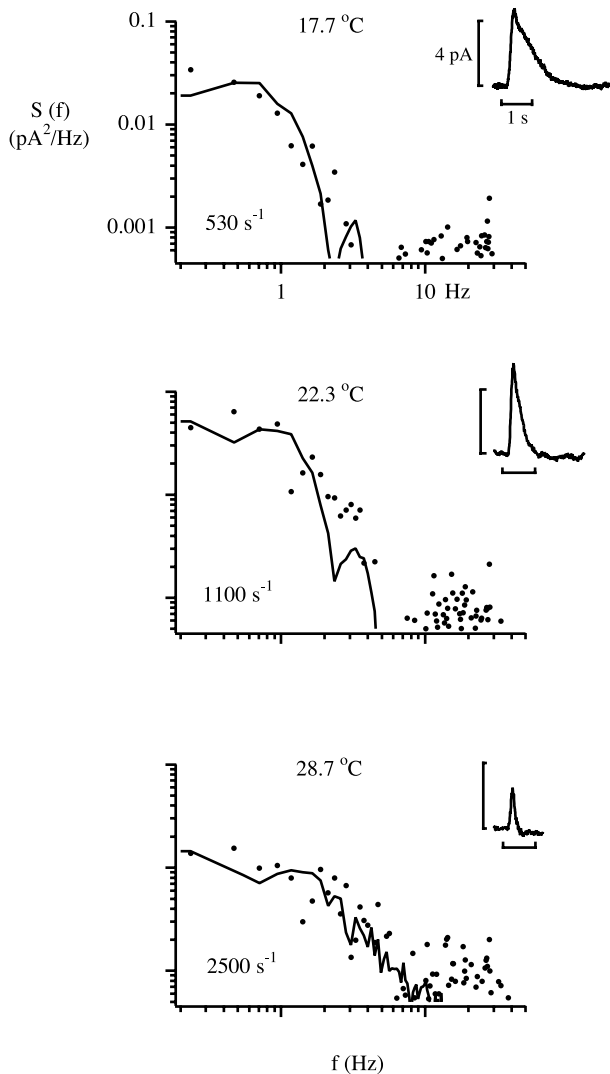 0.1
17.7 °C
4 pA
1 s
S (f)
(pA²/Hz)
0.01
0.001
530 s⁻¹
1
10 Hz
22.3 °C
1100 s⁻¹
28.7 °C
2500 s⁻¹
f (Hz)